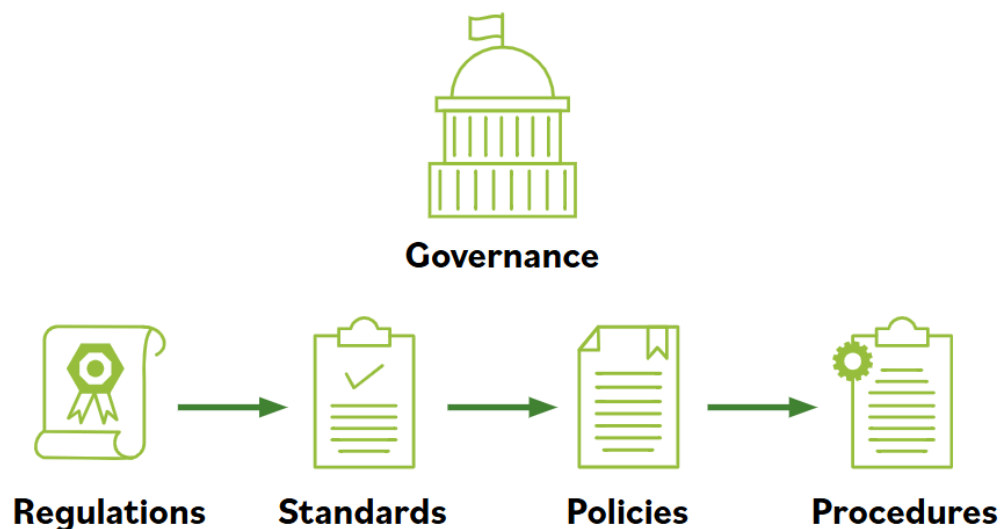 Governance
Regulations
Standards
Policies
Procedures